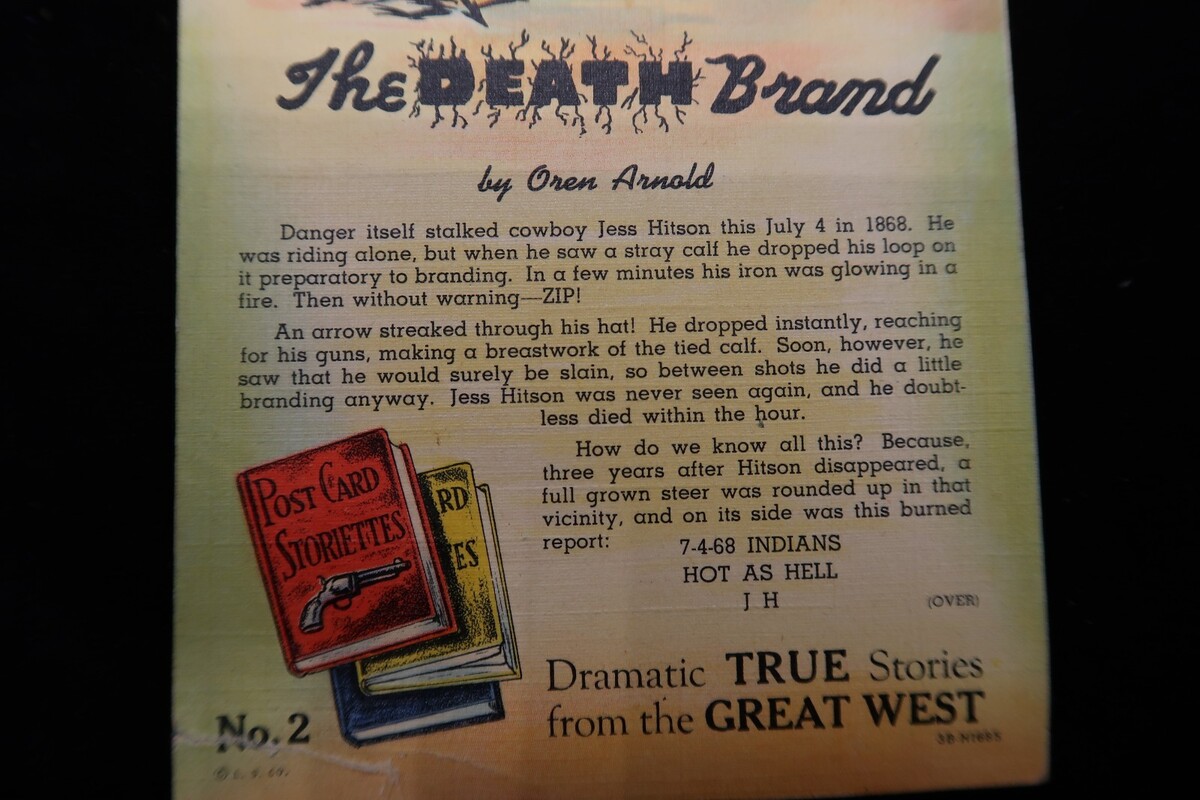 The DEATH Brand
by Oren Arnold
Danger itself stalked cowboy Jess Hitson this July 4 in 1868. He
was riding alone, but when he saw a stray calf he dropped his loop on
it preparatory to branding. In a few minutes his iron was glowing in a
fire. Then without warning—ZIP!
An arrow streaked through his hat! He dropped instantly, reaching
for his guns, making a breastwork of the tied calf. Soon, however, he
saw that he would surely be slain, so between shots he did a little
branding anyway. Jess Hitson was never seen again, and he doubt-
less died within the hour.
How do we know all this? Because,
three years after Hitson disappeared, a
full grown steer was rounded up in that
vicinity, and on its side was this burned
report:
7-4-68 INDIANS
HOT AS HELL
J H
(OVER)
POST CARD
STORIETTES
RD
ES
Dramatic TRUE Stories
from the GREAT WEST
No. 2